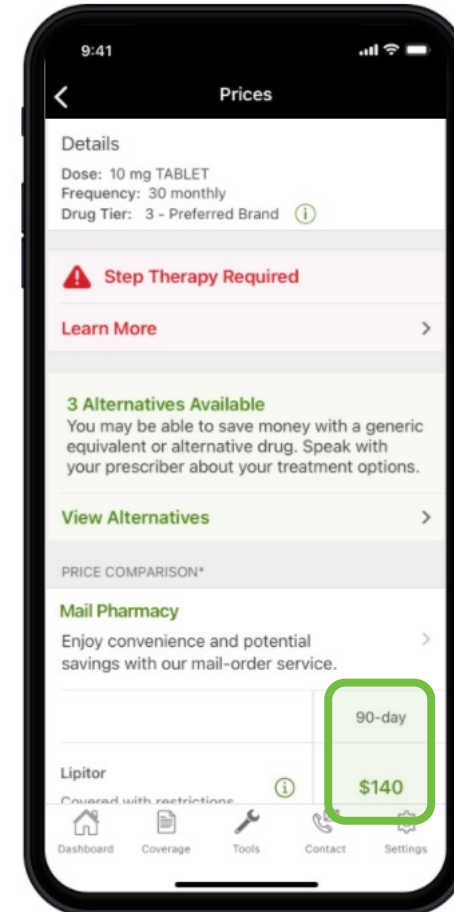 9:41
Prices
Details
Dose: 10 mg TABLET
Frequency: 30 monthly
Drug Tier: 3 - Preferred Brand
Step Therapy Required
Learn More
3 Alternatives Available
You may be able to save money with a generic
equivalent or alternative drug. Speak with
your prescriber about your treatment options.
View Alternatives
PRICE COMPARISON*
Mail Pharmacy
Enjoy convenience and potential
savings with our mail-order service.
90-day
Lipitor
$140
Covered with restrictions
Dashboard Coverage Tools Contact Settings